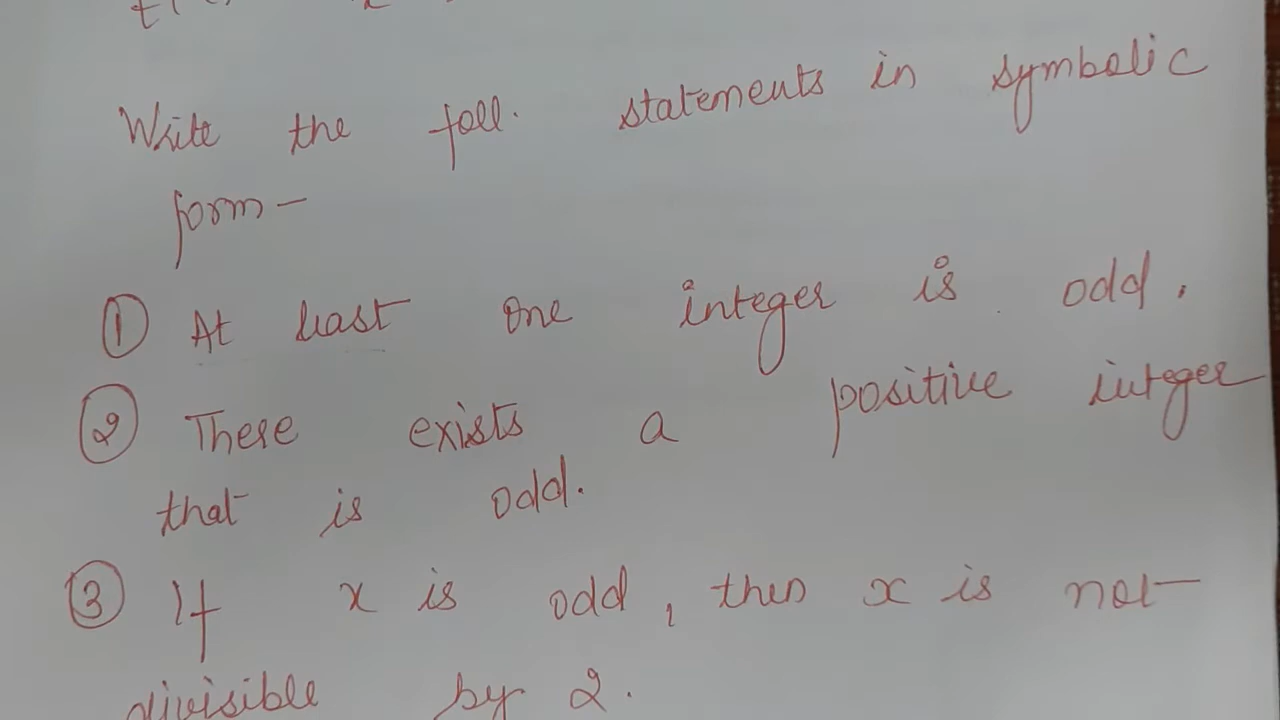 Write the foll. statements in symbolic
form-
① At least one integer is odd.
② There exists a positive integer
that is odd.
③ If x is odd, then x is not
divisible by 2.